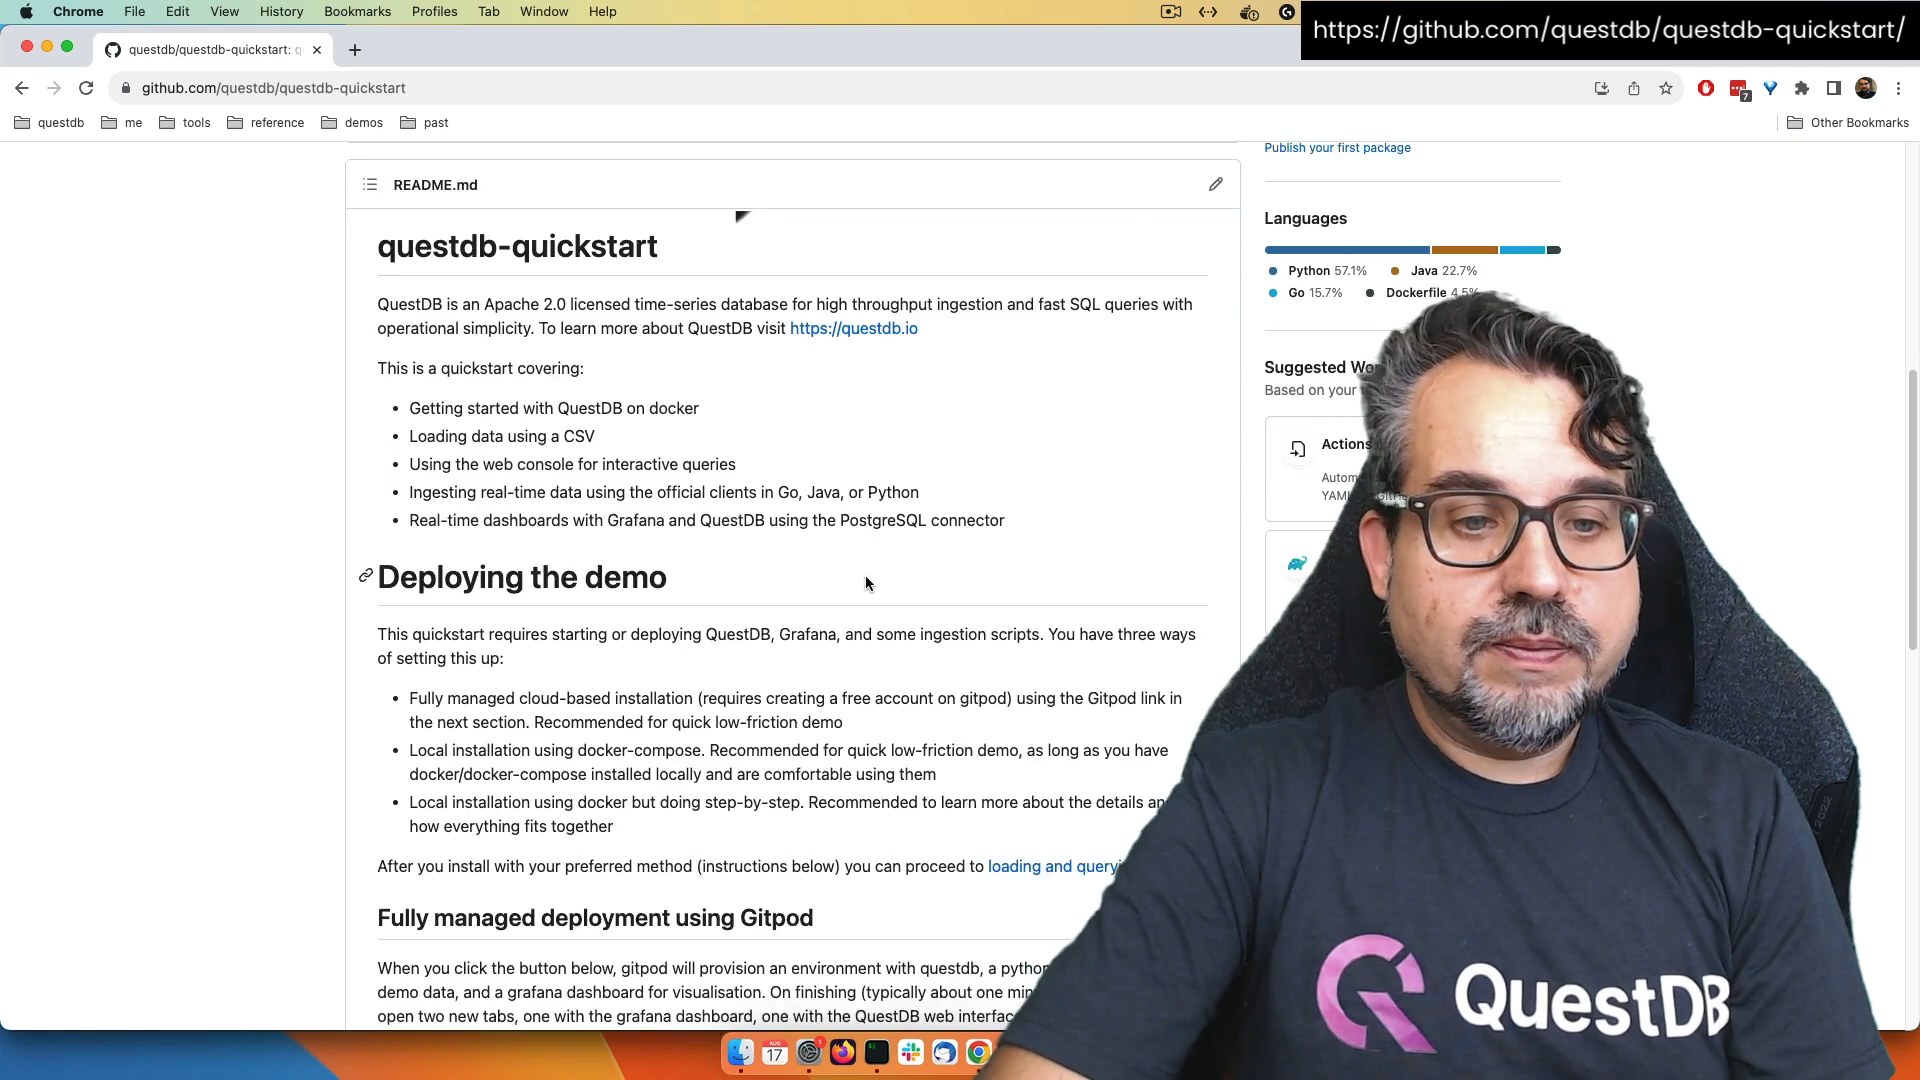 Chrome File Edit View History Bookmarks Profiles Tab Window Help
https://github.com/questdb/questdb-quickstart/
questdb/questdb-quickstart: q
github.com/questdb/questdb-quickstart
7
questdb me tools reference demos past Other Bookmarks
Publish your first package
README.md
questdb-quickstart
QuestDB is an Apache 2.0 licensed time-series database for high throughput ingestion and fast SQL queries with
operational simplicity. To learn more about QuestDB visit https://questdb.io
This is a quickstart covering:
Getting started with QuestDB on docker
Loading data using a CSV
Using the web console for interactive queries
Ingesting real-time data using the official clients in Go, Java, or Python
Real-time dashboards with Grafana and QuestDB using the PostgreSQL connector
Deploying the demo
This quickstart requires starting or deploying QuestDB, Grafana, and some ingestion scripts. You have three ways
of setting this up:
Fully managed cloud-based installation (requires creating a free account on gitpod) using the Gitpod link in
the next section. Recommended for quick low-friction demo
Local installation using docker-compose. Recommended for quick low-friction demo, as long as you have
docker/docker-compose installed locally and are comfortable using them
Local installation using docker but doing step-by-step. Recommended to learn more about the details an
how everything fits together
After you install with your preferred method (instructions below) you can proceed to loading and query
Fully managed deployment using Gitpod
When you click the button below, gitpod will provision an environment with questdb, a python
demo data, and a grafana dashboard for visualisation. On finishing (typically about one min
open two new tabs, one with the grafana dashboard, one with the QuestDB web interface
Languages
Python 57.1% Java 22.7%
Go 15.7% Dockerfile 4.5%
Suggested Wo
Based on your
Actions
Autom
YAML
QuestDB
2022
AUG
17
1